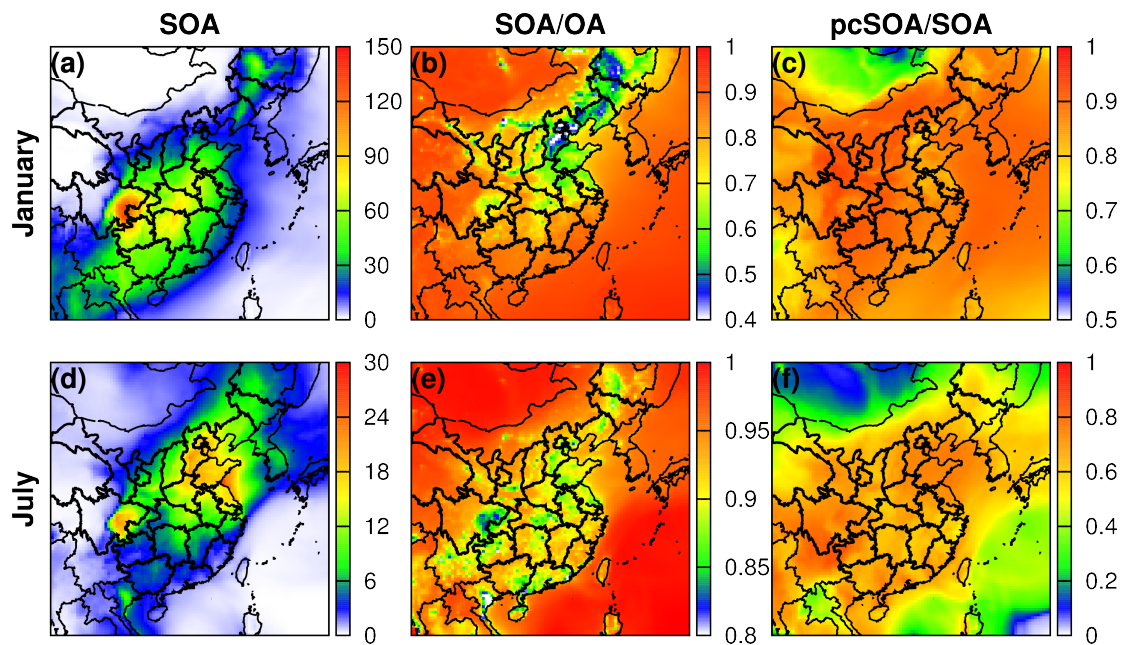 SOA SOA/OA pcSOA/SOA
January
(a) 150 120 90 60 30 0
(b) 1 0.9 0.8 0.7 0.6 0.5 0.4
(c) 1 0.9 0.8 0.7 0.6 0.5
July
(d) 30 24 18 12 6 0
(e) 1 0.95 0.9 0.85 0.8
(f) 1 0.8 0.6 0.4 0.2 0